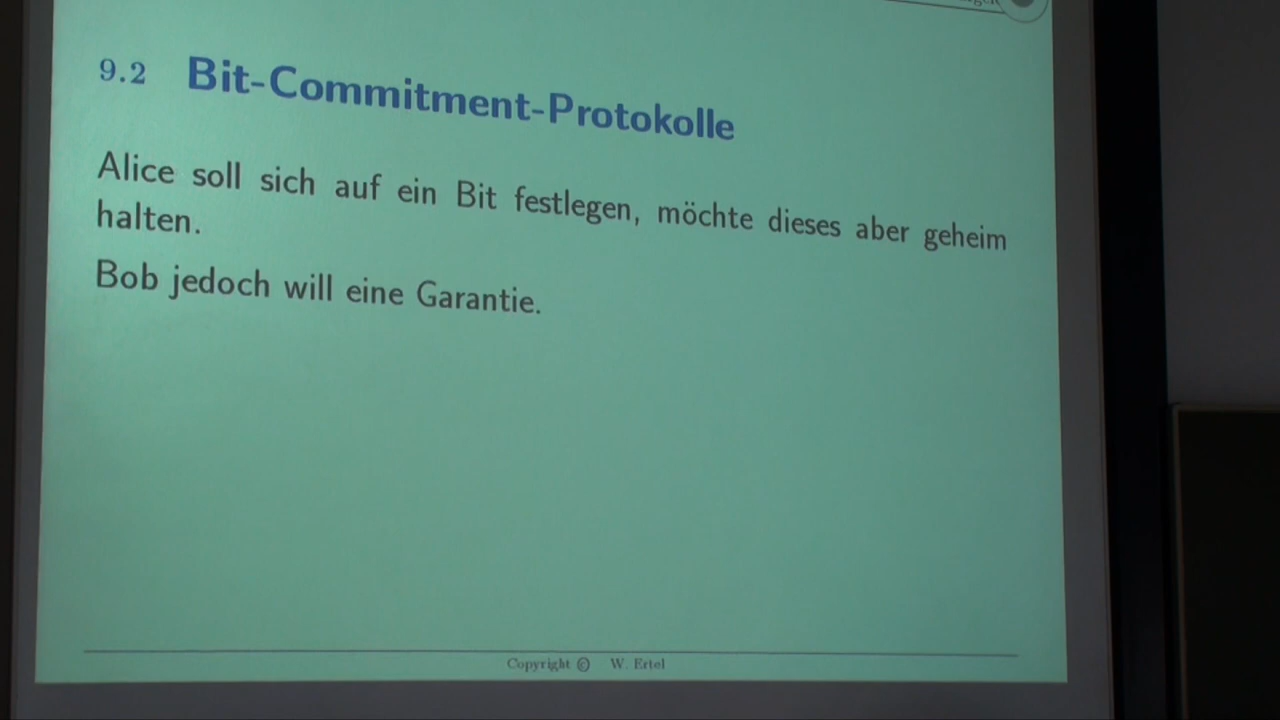 9.2 Bit-Commitment-Protokolle
Alice soll sich auf ein Bit festlegen, möchte dieses aber geheim
halten.
Bob jedoch will eine Garantie.
Copyright © W. Ertel